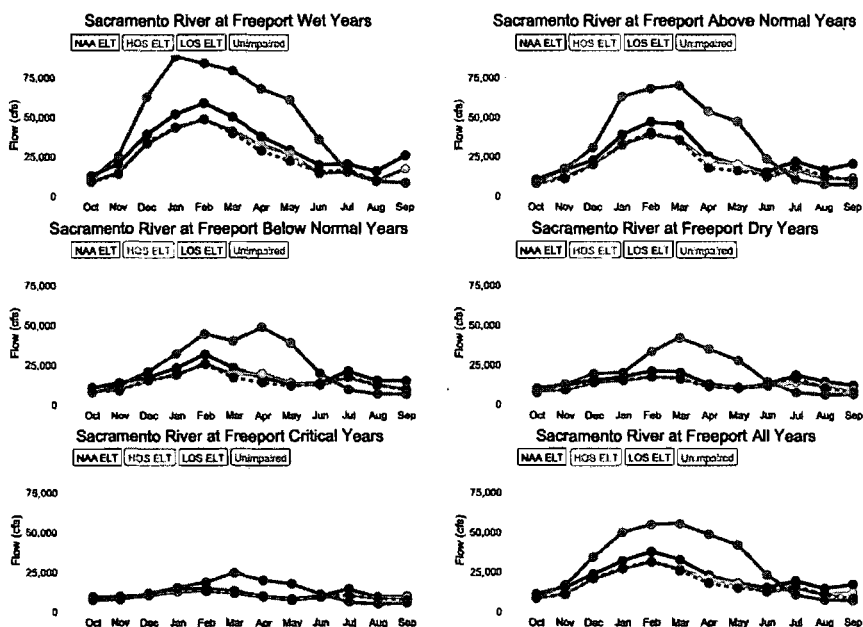 Sacramento River at Freeport Wet Years
NAA ELT HOS ELT LOS ELT Unimpaired
Flow (cfs)
75,000
50,000
25,000
0
Oct Nov Dec Jan Feb Mar Apr May Jun Jul Aug Sep
Sacramento River at Freeport Above Normal Years
NAA ELT HOS ELT LOS ELT Unimpaired
Flow (cfs)
75,000
50,000
25,000
0
Oct Nov Dec Jan Feb Mar Apr May Jun Jul Aug Sep
Sacramento River at Freeport Below Normal Years
NAA ELT HOS ELT LOS ELT Unimpaired
Flow (cfs)
75,000
50,000
25,000
0
Oct Nov Dec Jan Feb Mar Apr May Jun Jul Aug Sep
Sacramento River at Freeport Dry Years
NAA ELT HOS ELT LOS ELT Unimpaired
Flow (cfs)
75,000
50,000
25,000
0
Oct Nov Dec Jan Feb Mar Apr May Jun Jul Aug Sep
Sacramento River at Freeport Critical Years
NAA ELT HOS ELT LOS ELT Unimpaired
Flow (cfs)
75,000
50,000
25,000
0
Oct Nov Dec Jan Feb Mar Apr May Jun Jul Aug Sep
Sacramento River at Freeport All Years
NAA ELT HOS ELT LOS ELT Unimpaired
Flow (cfs)
75,000
50,000
25,000
0
Oct Nov Dec Jan Feb Mar Apr May Jun Jul Aug Sep